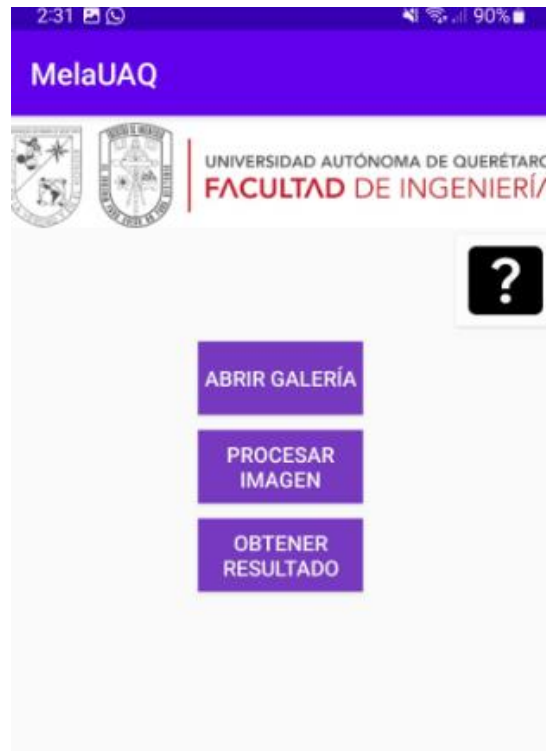 2:31 90%
MelaUAQ
UNIVERSIDAD AUTÓNOMA DE QUERÉTARO
FACULTAD DE INGENIERÍA
?
ABRIR GALERÍA
PROCESAR
IMAGEN
OBTENER
RESULTADO